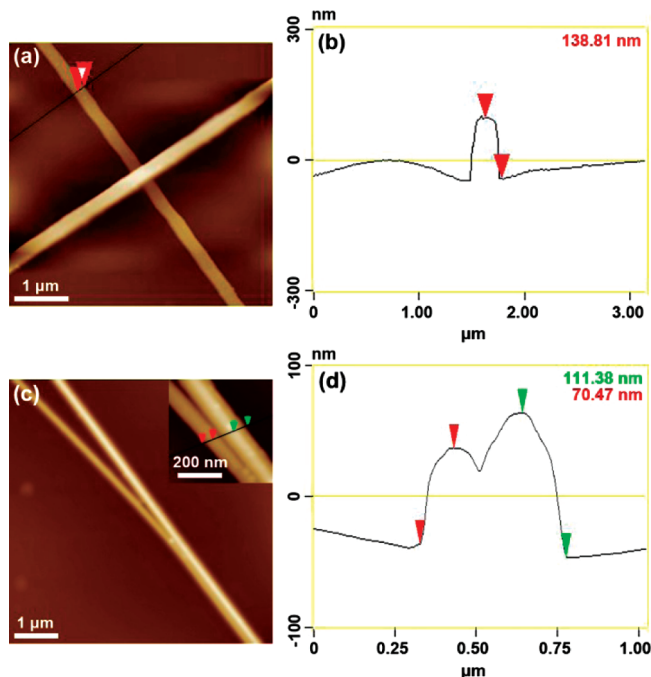 (a)
1 µm
nm
(b)
138.81 nm
300
0
-300
0
1.00
2.00
3.00
µm
(c)
200 nm
1 µm
nm
(d)
111.38 nm
70.47 nm
100
0
-100
0
0.25
0.50
0.75
1.00
µm